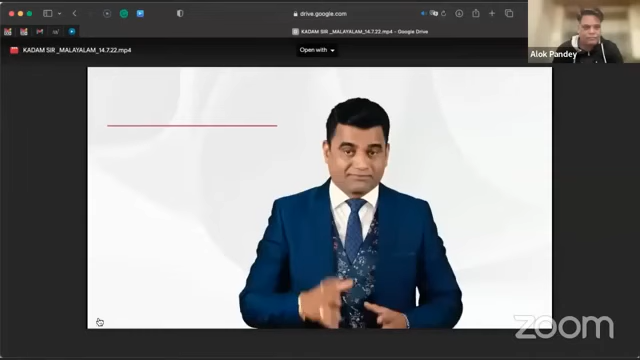 drive.google.com
KADAM SIR _MALAYALAM_14.7.22.mp4 - Google Drive
KADAM SIR _MALAYALAM_14.7.22.mp4
Open with
Alok Pandey
zoom